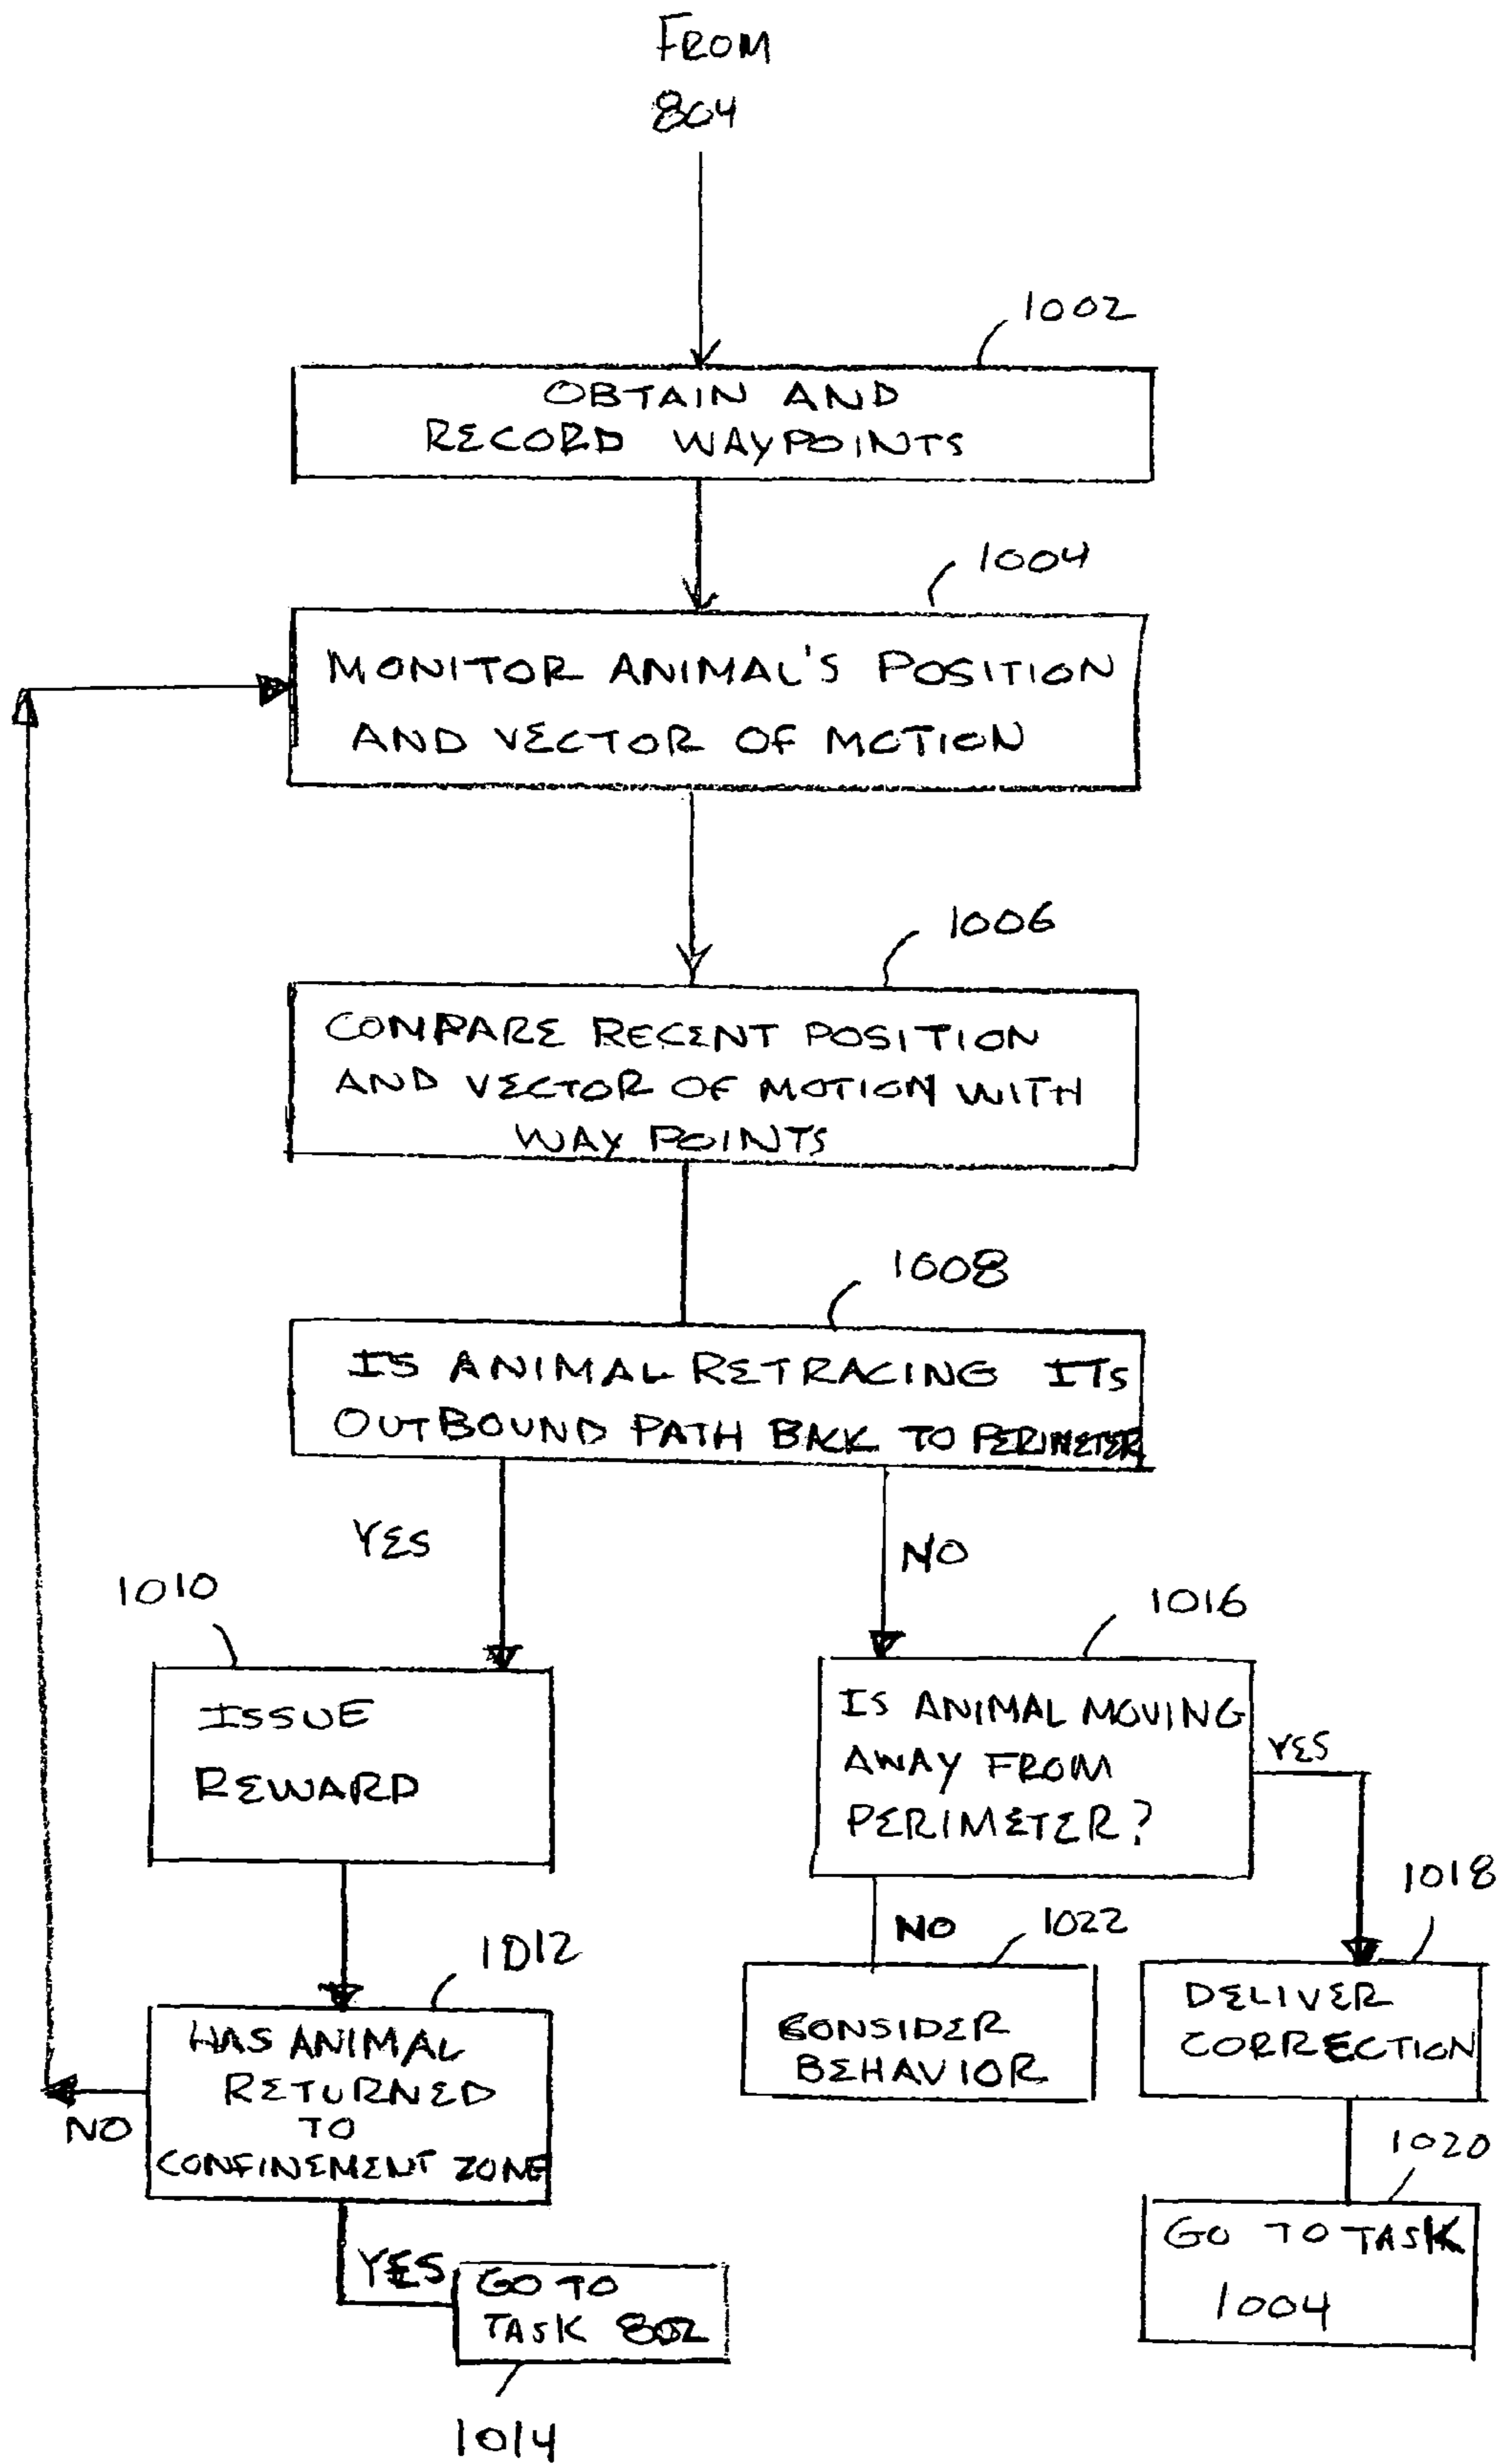 FROM
804
1002
OBTAIN AND
RECORD WAYPOINTS
1004
MONITOR ANIMAL'S POSITION
AND VECTOR OF MOTION
1006
COMPARE RECENT POSITION
AND VECTOR OF MOTION WITH
WAY POINTS
1008
IS ANIMAL RETRACING ITS
OUTBOUND PATH BACK TO PERIMETER
YES
NO
1010
ISSUE
REWARD
1016
IS ANIMAL MOVING
AWAY FROM
PERIMETER?
YES
1012
HAS ANIMAL
RETURNED
TO
CONFINEMENT ZONE
NO
NO
1022
CONSIDER
BEHAVIOR
1018
DELIVER
CORRECTION
1020
GO TO TASK
1004
YES
GO TO
TASK 802
1014